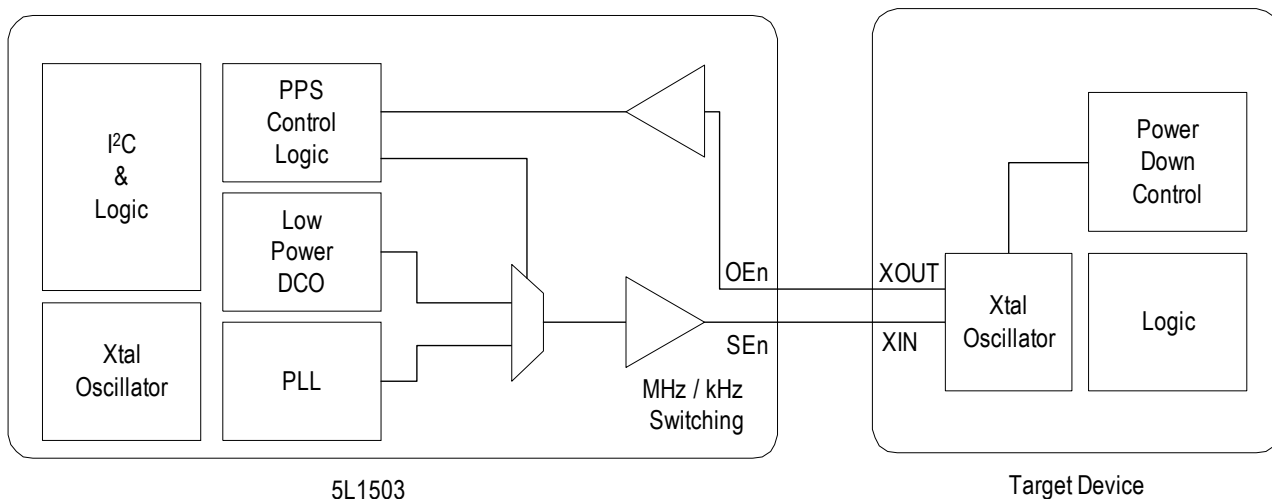 I²C
&
Logic
Xtal
Oscillator
PPS
Control
Logic
Low
Power
DCO
PLL
OEn
SEn
MHz / kHz
Switching
5L1503
XOUT
XIN
Xtal
Oscillator
Power
Down
Control
Logic
Target Device